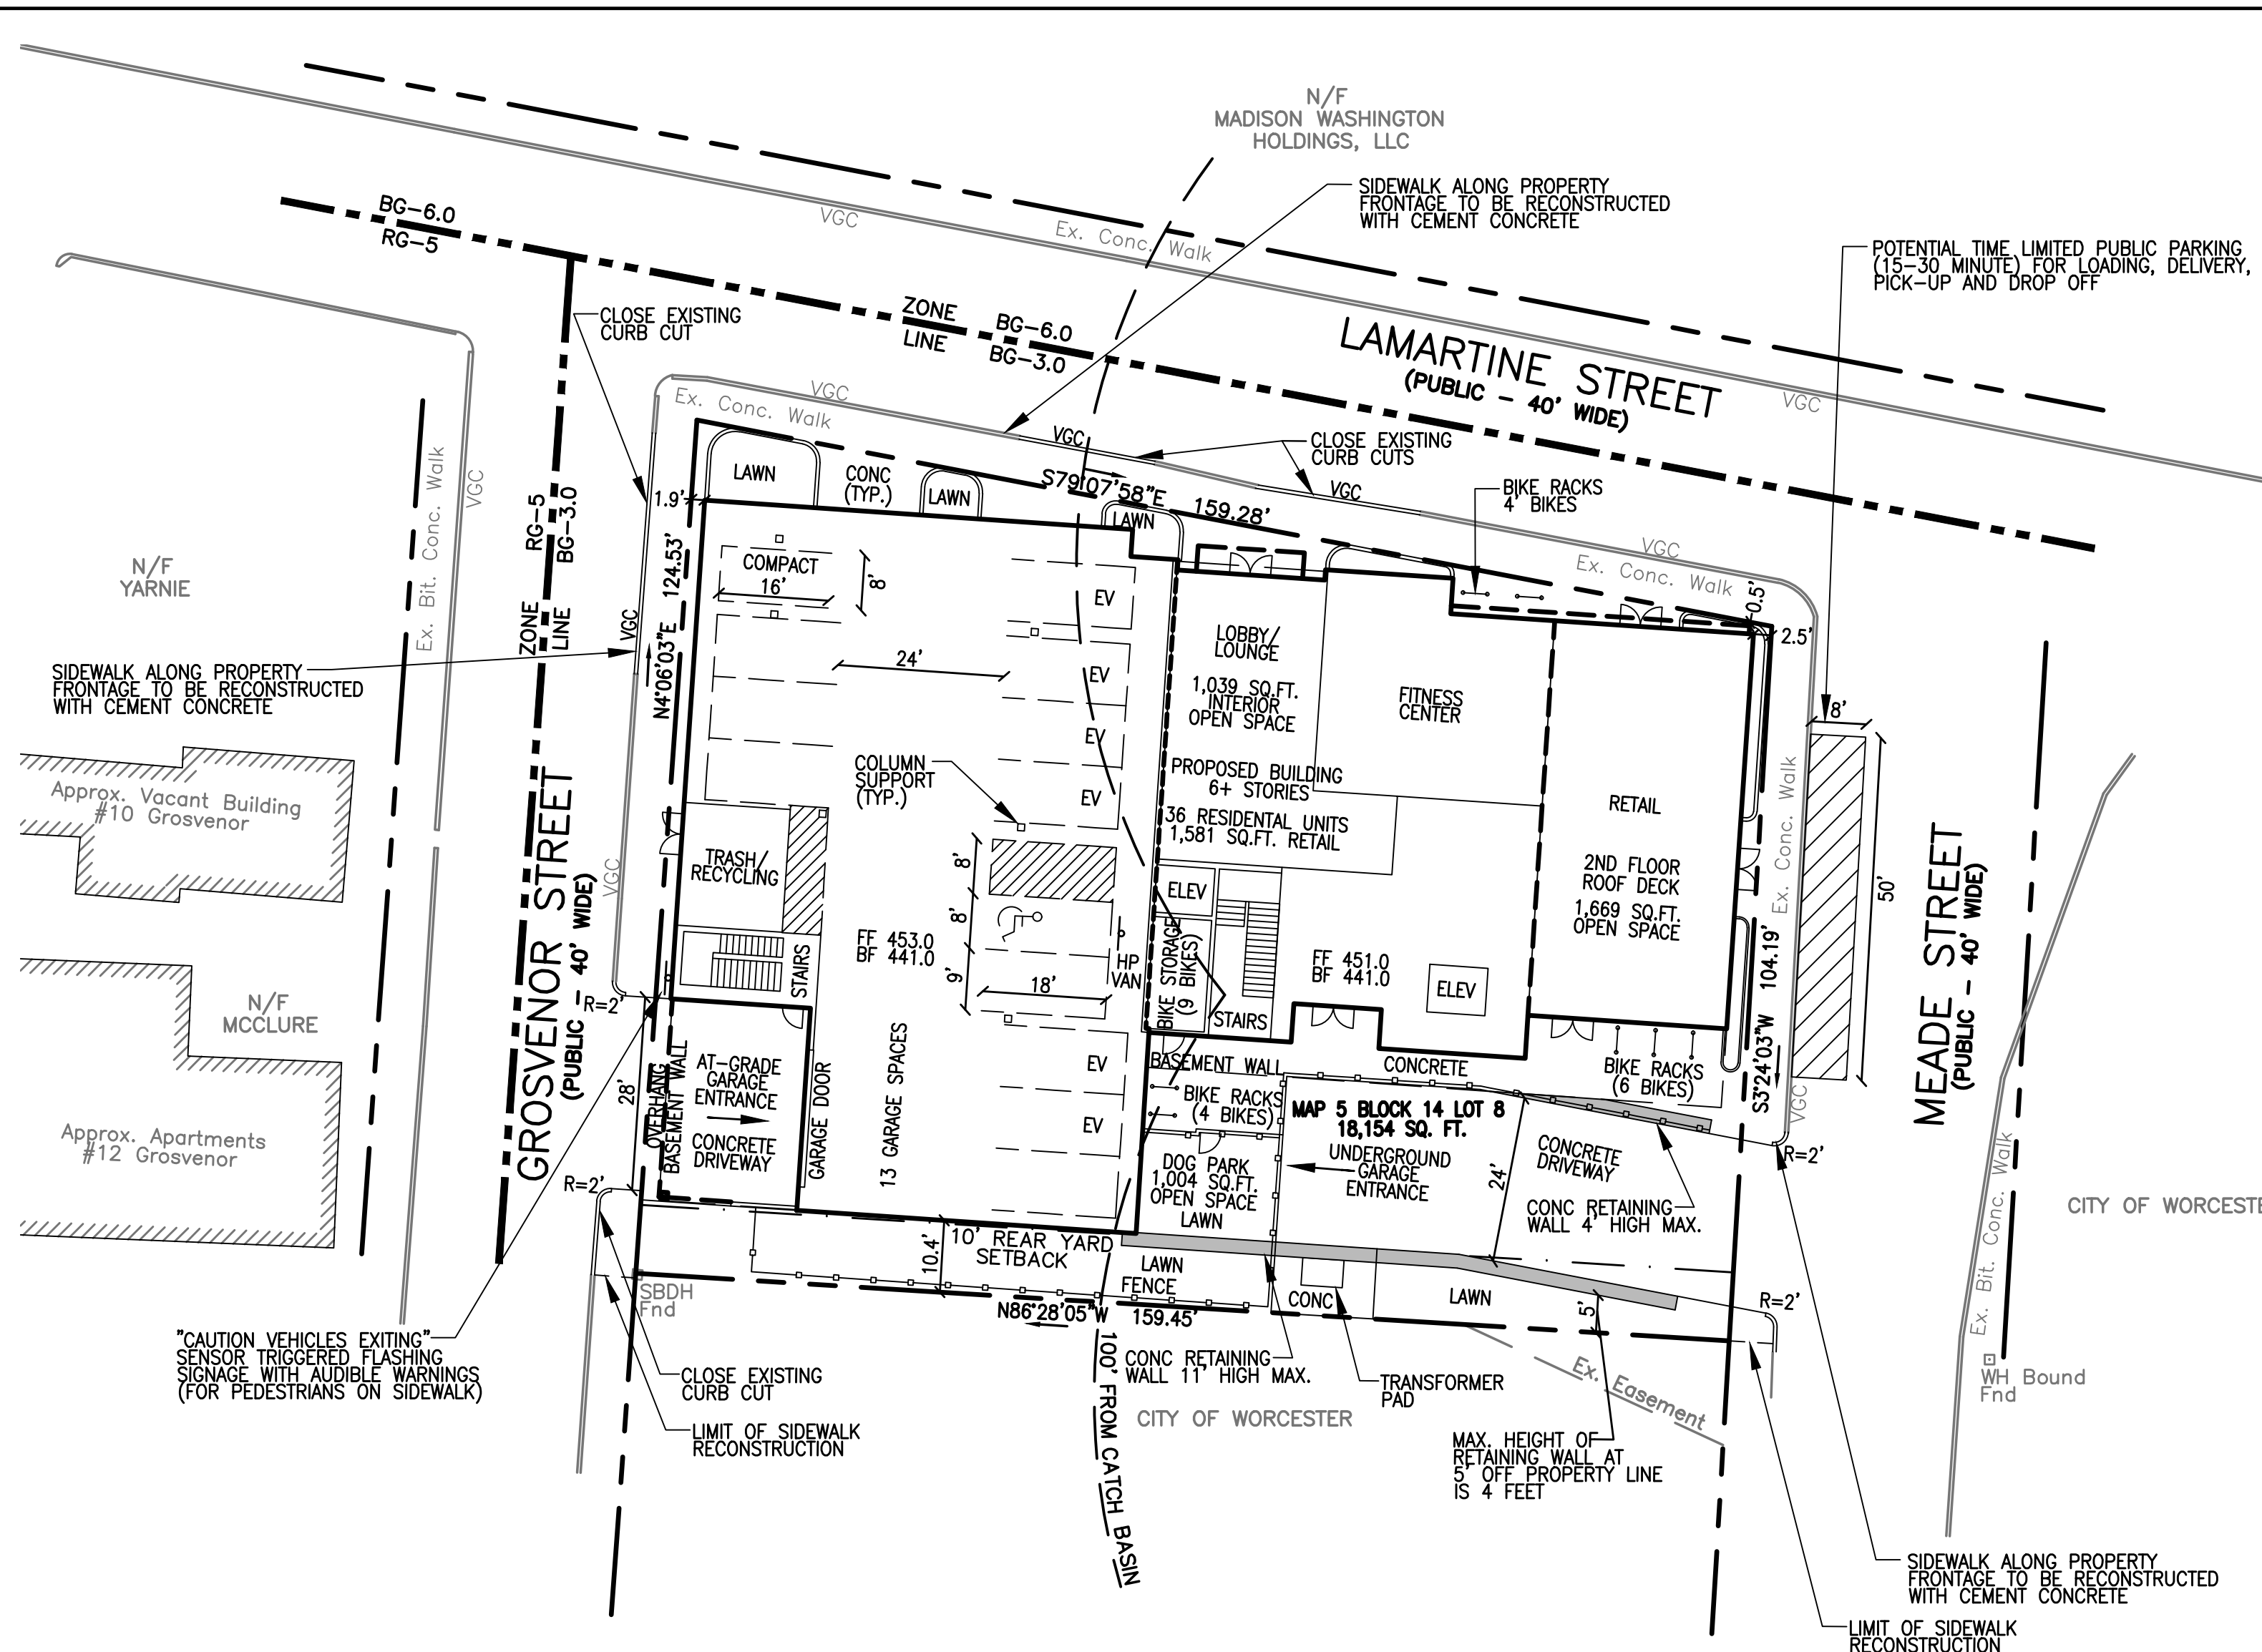 N/F
MADISON WASHINGTON
HOLDINGS, LLC
SIDEWALK ALONG PROPERTY
FRONTAGE TO BE RECONSTRUCTED
WITH CEMENT CONCRETE
POTENTIAL TIME LIMITED PUBLIC PARKING
(15-30 MINUTE) FOR LOADING, DELIVERY,
PICK-UP AND DROP OFF
BG-6.0
RG-5
VGC
Ex. Conc. Walk
CLOSE EXISTING
CURB CUT
ZONE
LINE
BG-6.0
BG-3.0
LAMARTINE STREET
(PUBLIC - 40' WIDE)
VGC
VGC
Ex. Conc. Walk
VGC
CLOSE EXISTING
CURB CUTS
LAWN
CONC
(TYP.)
LAWN
LAWN
S79°07'58"E
159.28'
VGC
BIKE RACKS
4' BIKES
VGC
Ex. Conc. Walk
Ex. Bit. Conc. Walk
VGC
RG-5
BG-3.0
ZONE
LINE
1.9'
N4°06'03"E 124.53'
VGC
N/F
YARNIE
COMPACT
16'
8'
EV
EV
EV
EV
24'
0.5'
2.5'
LOBBY/
LOUNGE
1,039 SQ.FT.
INTERIOR
OPEN SPACE
FITNESS
CENTER
SIDEWALK ALONG PROPERTY
FRONTAGE TO BE RECONSTRUCTED
WITH CEMENT CONCRETE
8'
50'
COLUMN
SUPPORT
(TYP.)
PROPOSED BUILDING
6+ STORIES
36 RESIDENTAL UNITS
1,581 SQ.FT. RETAIL
RETAIL
2ND FLOOR
ROOF DECK
1,669 SQ.FT.
OPEN SPACE
Ex. Conc. Walk
Approx. Vacant Building
#10 Grosvenor
GROSVENOR STREET
(PUBLIC - 40' WIDE)
VGC
TRASH/
RECYCLING
STAIRS
8'
8'
9'
18'
HP
VAN
ELEV
BIKE STORAGE
(9 BIKES)
STAIRS
FF 453.0
BF 441.0
FF 451.0
BF 441.0
ELEV
MEADE STREET
(PUBLIC - 40' WIDE)
S3°24'03"W 104.19'
VGC
N/F
MCCLURE
R=2'
28'
OVERHANG
BASEMENT WALL
AT-GRADE
GARAGE
ENTRANCE
CONCRETE
DRIVEWAY
GARAGE DOOR
13 GARAGE SPACES
EV
EV
BASEMENT WALL
CONCRETE
BIKE RACKS
(6 BIKES)
BIKE RACKS
(4 BIKES)
MAP 5 BLOCK 14 LOT 8
18,154 SQ. FT.
UNDERGROUND
GARAGE
ENTRANCE
24'
CONCRETE
DRIVEWAY
CONC RETAINING
WALL 4' HIGH MAX.
DOG PARK
1,004 SQ.FT.
OPEN SPACE
LAWN
Approx. Apartments
#12 Grosvenor
R=2'
R=2'
Ex. Bit. Conc. Walk
CITY OF WORCESTE
10.4'
10' REAR YARD
SETBACK
LAWN
FENCE
CONC
LAWN
5'
R=2'
SBDH
Fnd
N86°28'05"W 159.45'
"CAUTION VEHICLES EXITING"
SENSOR TRIGGERED FLASHING
SIGNAGE WITH AUDIBLE WARNINGS
(FOR PEDESTRIANS ON SIDEWALK)
CLOSE EXISTING
CURB CUT
LIMIT OF SIDEWALK
RECONSTRUCTION
100' FROM CATCH BASIN
CONC RETAINING
WALL 11' HIGH MAX.
TRANSFORMER
PAD
CITY OF WORCESTER
Ex. Easement
WH Bound
Fnd
MAX. HEIGHT OF
RETAINING WALL AT
5' OFF PROPERTY LINE
IS 4 FEET
SIDEWALK ALONG PROPERTY
FRONTAGE TO BE RECONSTRUCTED
WITH CEMENT CONCRETE
LIMIT OF SIDEWALK
RECONSTRUCTION